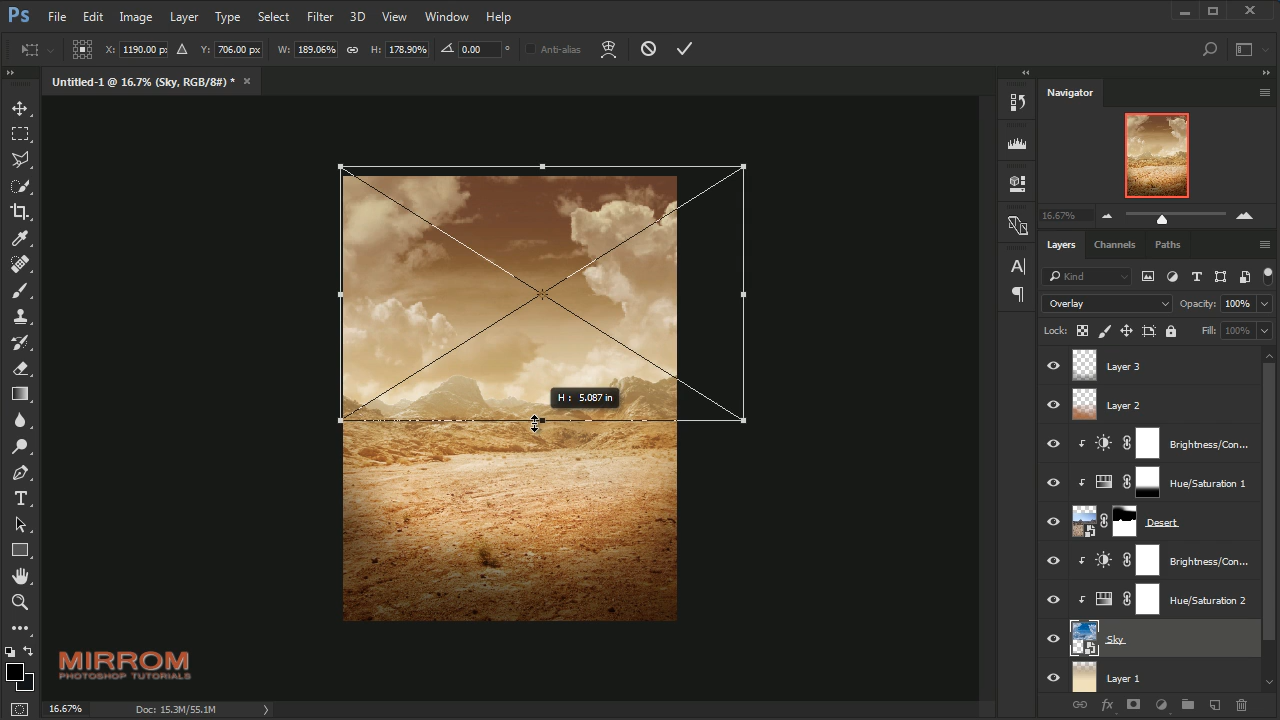 Ps File Edit Image Layer Type Select Filter 3D View Window Help
X: 1190.00 px Y: 706.00 px W: 189.06% H: 178.90% 0.00 ° Anti-alias
Untitled-1 @ 16.7% (Sky, RGB/8#) * ×
Navigator
16.67%
Layers Channels Paths
Kind
Overlay Opacity: 100%
Lock: Fill: 100%
Layer 3
Layer 2
Brightness/Con...
Hue/Saturation 1
Desert
Brightness/Con...
Hue/Saturation 2
Sky
Layer 1
H : 5.087 in
MIRROM
PHOTOSHOP TUTORIALS
16.67% Doc: 15.3M/55.1M